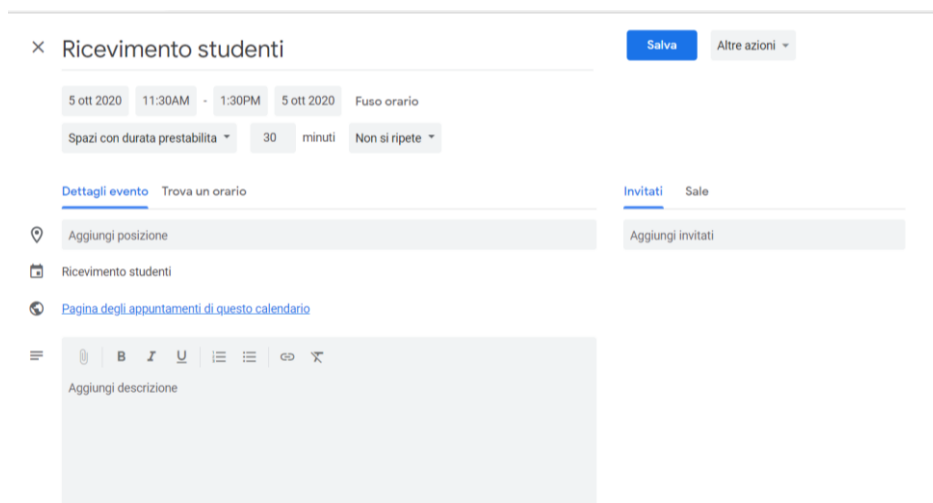 Ricevimento studenti
Salva
Altre azioni
5 ott 2020 11:30AM - 1:30PM 5 ott 2020 Fuso orario
Spazi con durata prestabilita 30 minuti Non si ripete
Dettagli evento Trova un orario
Invitati Sale
Aggiungi posizione
Aggiungi invitati
Ricevimento studenti
Pagina degli appuntamenti di questo calendario
B I U
Aggiungi descrizione